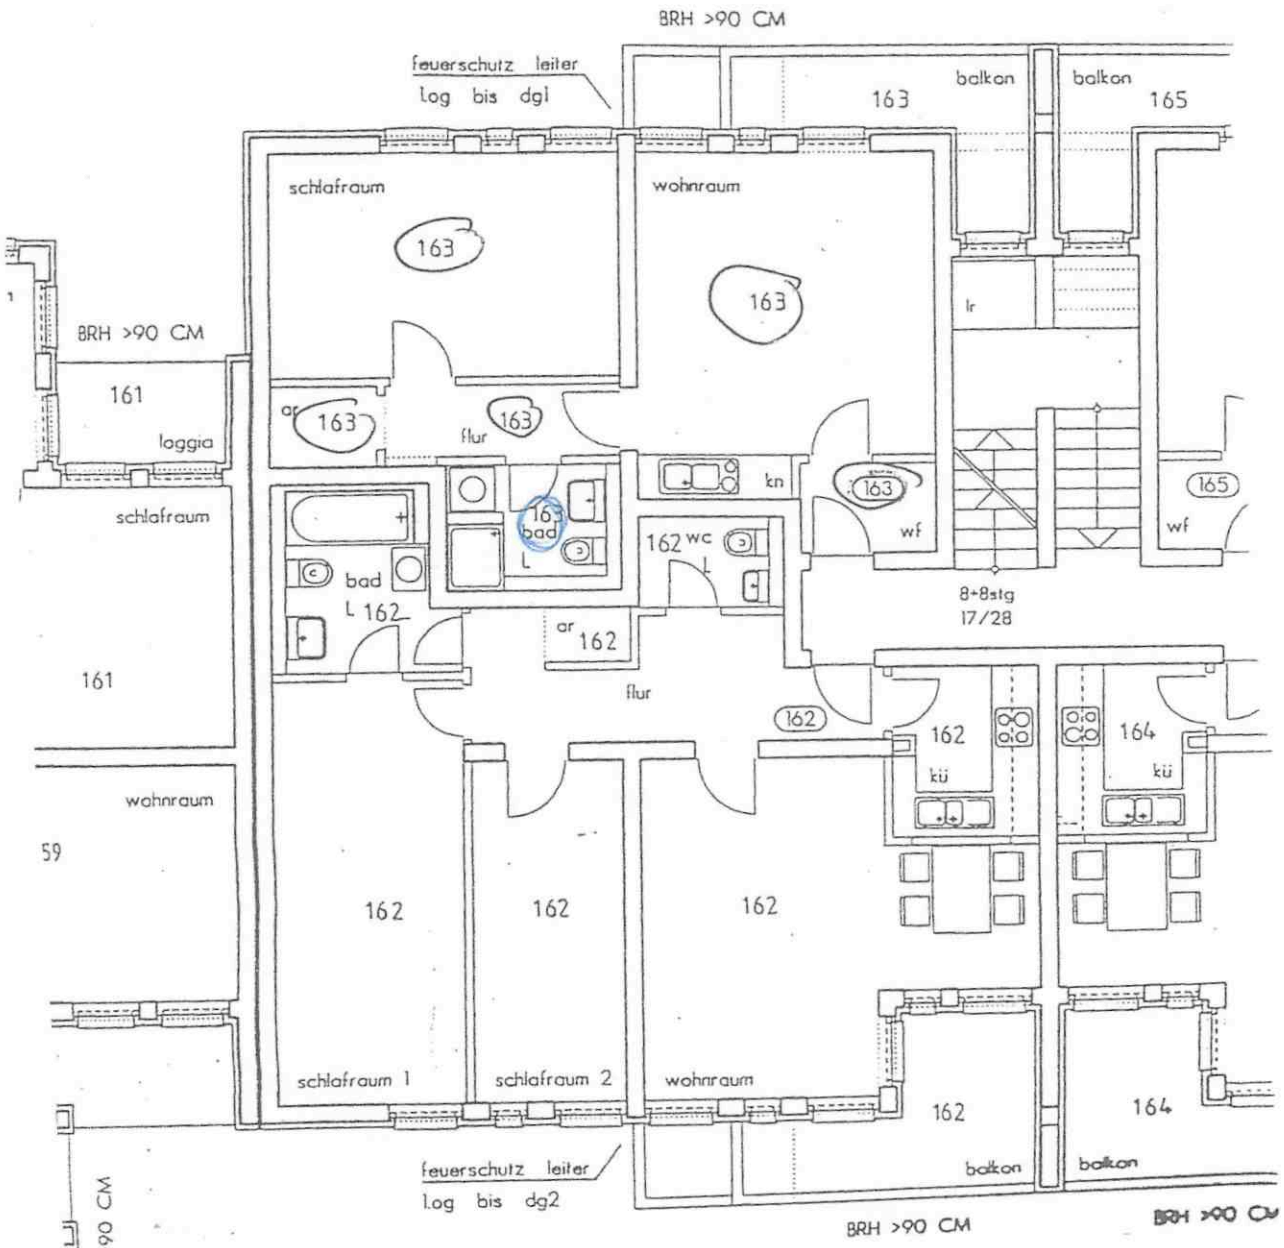 BRH >90 CM
feuerschutz leiter
log bis dg1
balkon
163
balkon
165
schlafraum
163
wohnraum
163
lr
BRH >90 CM
161
loggia
ar
163
163
flur
kn
163
wf
165
wf
schlafraum
163
bad
L
162 wc
L
bad
L 162
ar
162
8+8stg
17/28
161
flur
162
162
kü
164
kü
wohnraum
59
162
162
162
schlafraum 1
schlafraum 2
wohnraum
162
balkon
164
balkon
feuerschutz leiter
log bis dg2
90 CM
BRH >90 CM
BRH >90 CM